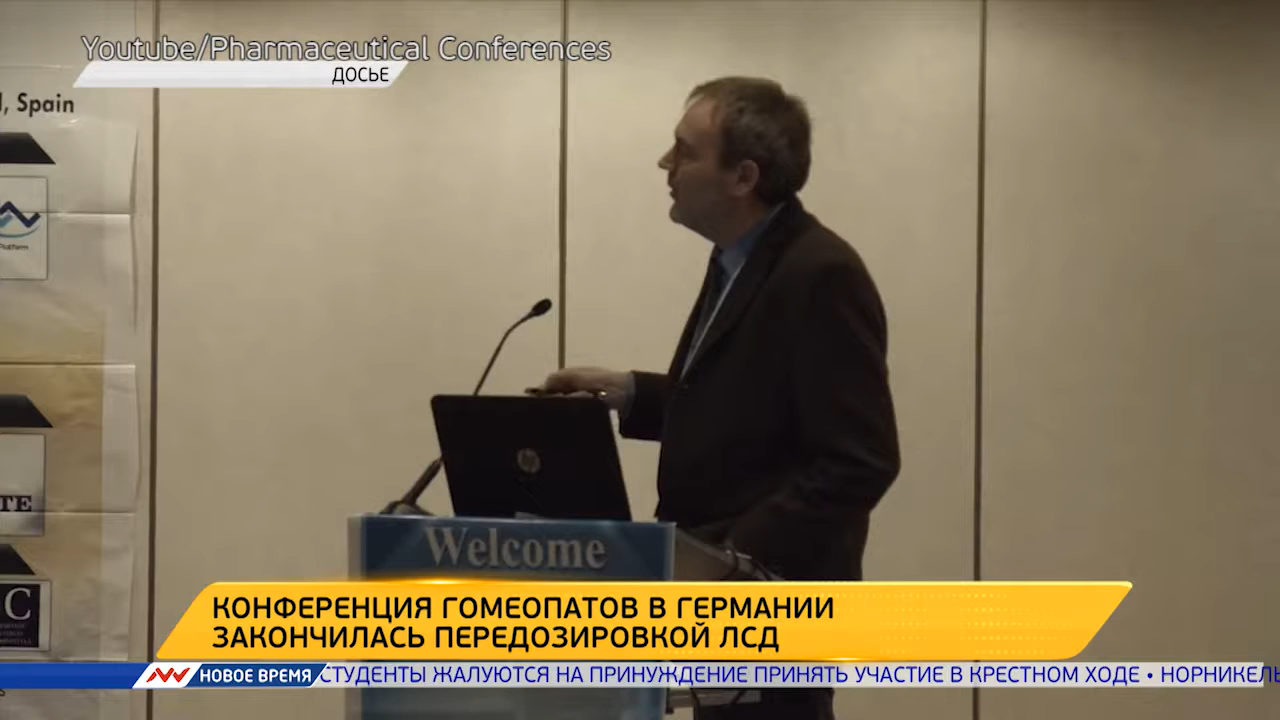 Youtube/Pharmaceutical Conferences
ДОСЬЕ
, Spain
Platform
TE
C
Welcome
КОНФЕРЕНЦИЯ ГОМЕОПАТОВ В ГЕРМАНИИ
ЗАКОНЧИЛАСЬ ПЕРЕДОЗИРОВКОЙ ЛСД
НОВОЕ ВРЕМЯ СТУДЕНТЫ ЖАЛУЮТСЯ НА ПРИНУЖДЕНИЕ ПРИНЯТЬ УЧАСТИЕ В КРЕСТНОМ ХОДЕ • НОРНИКЕЛЬ